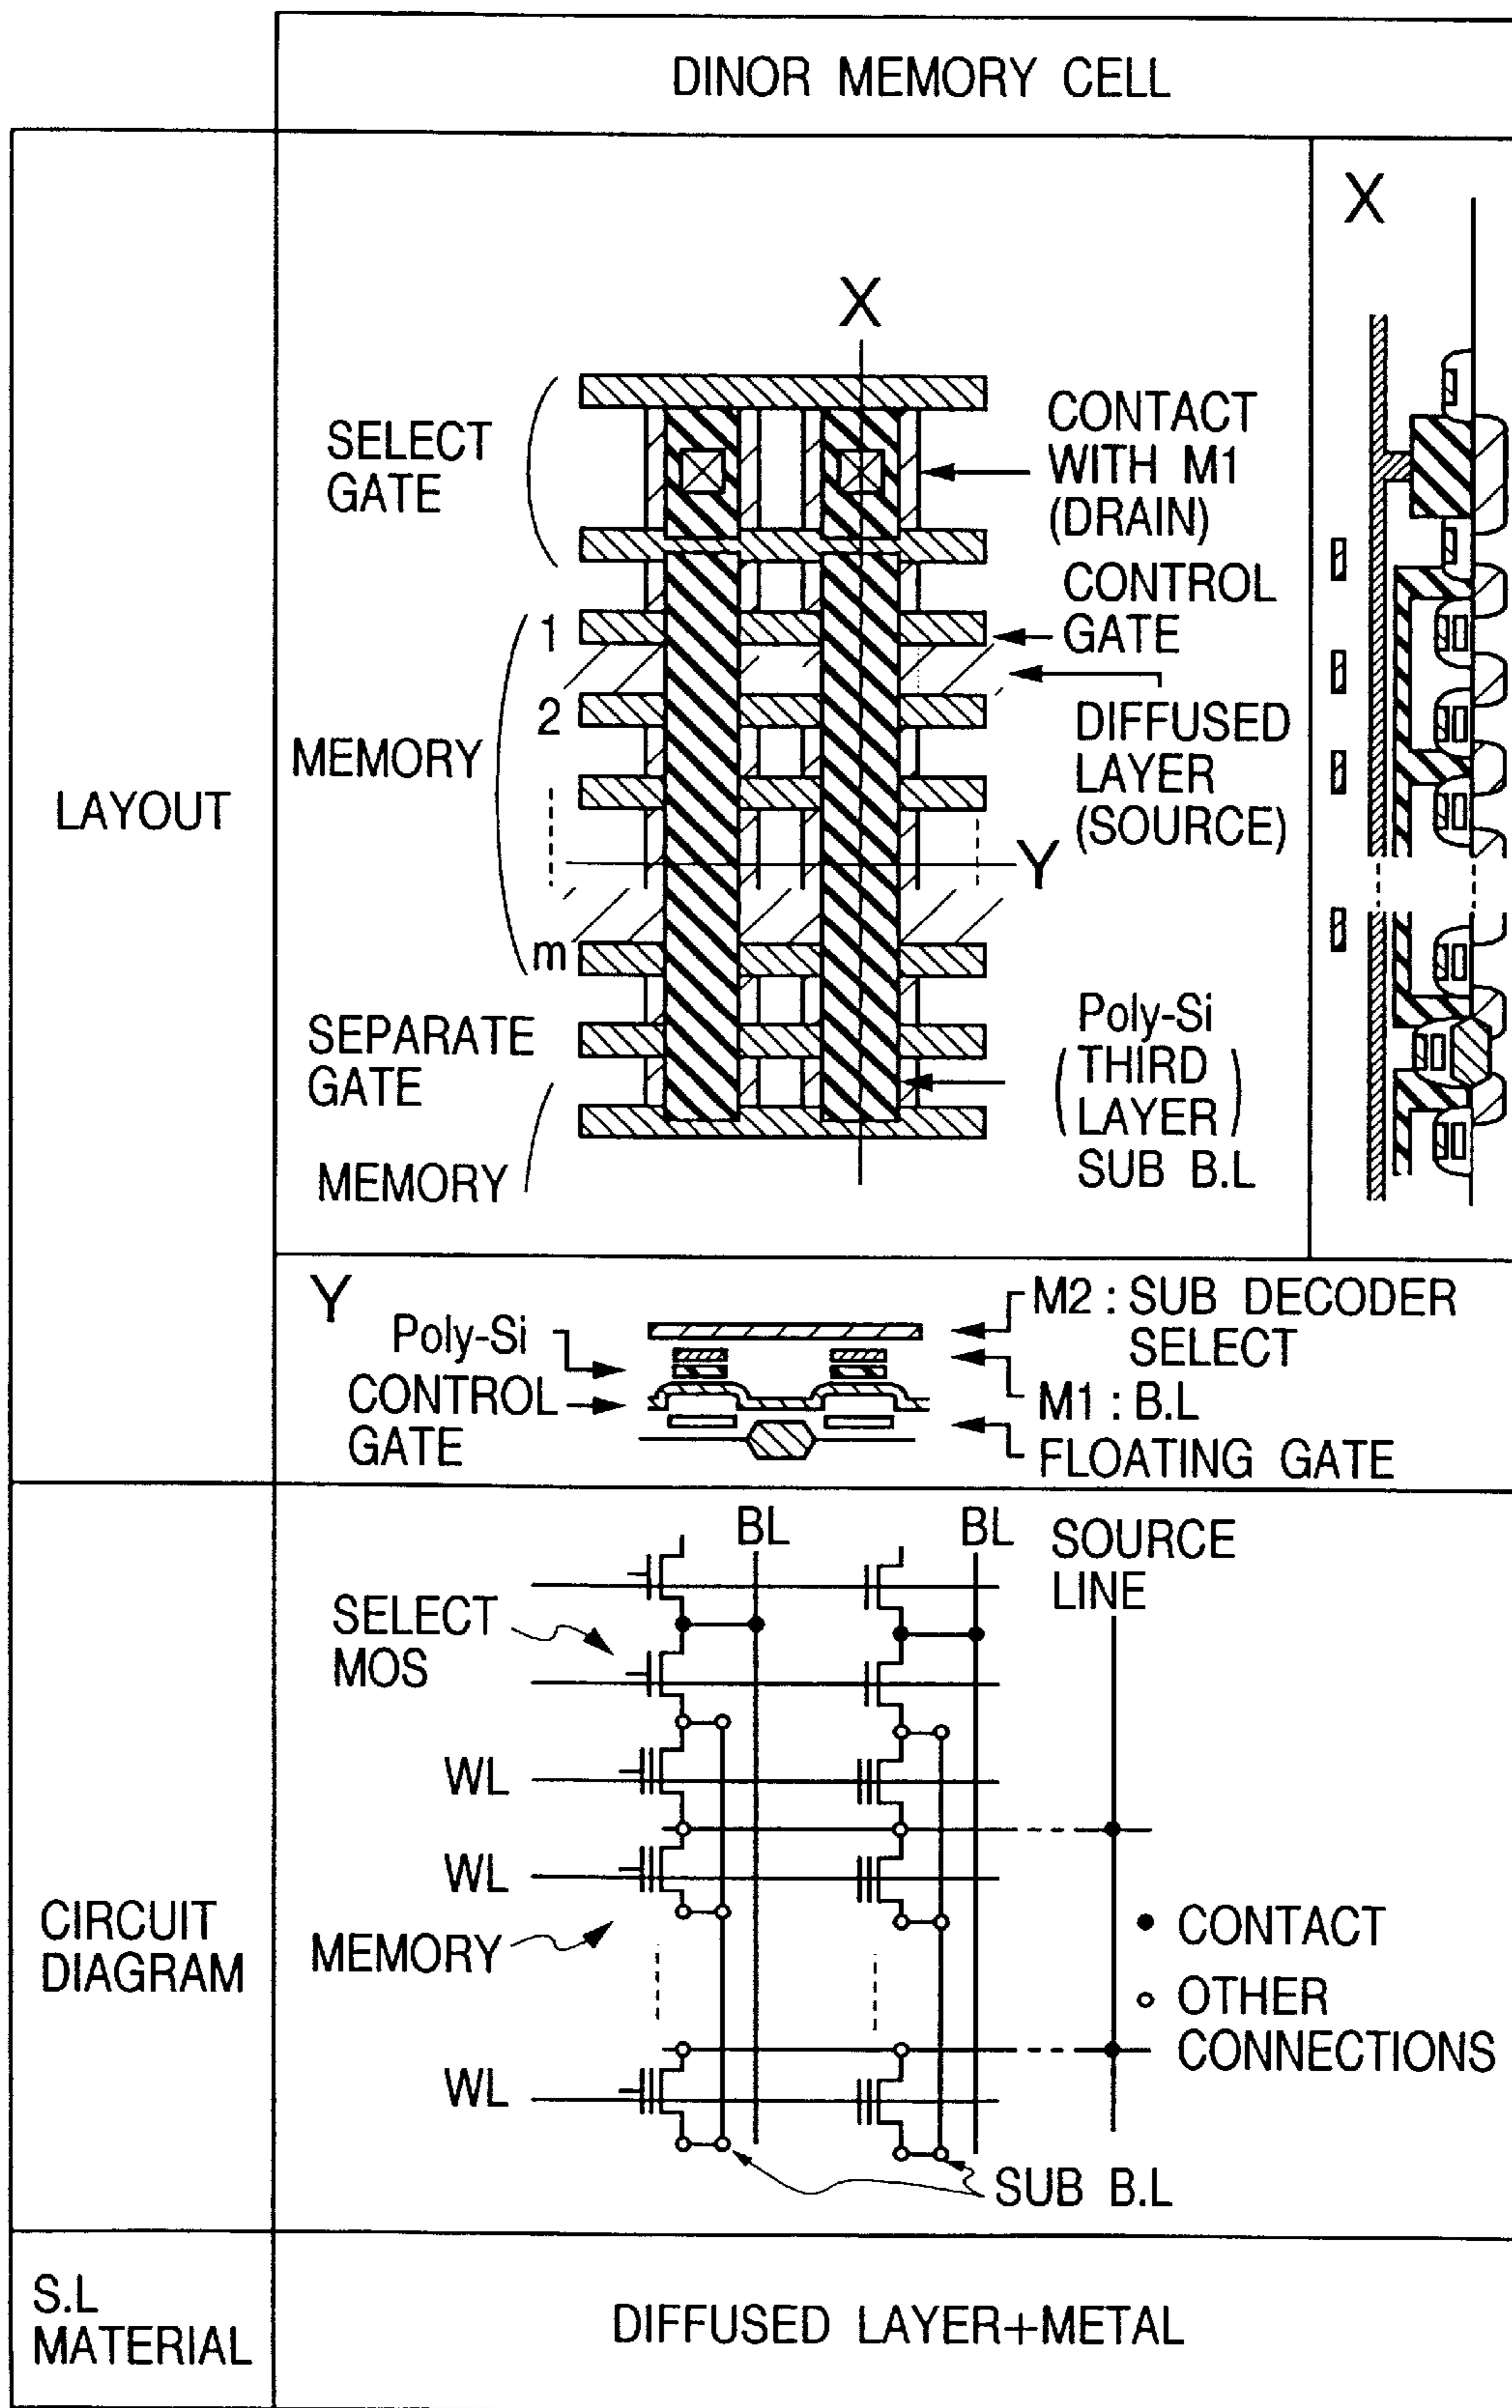 DINOR MEMORY CELL
LAYOUT
X
X
SELECT
GATE
CONTACT
WITH M1
(DRAIN)
CONTROL
GATE
1
2
MEMORY
DIFFUSED
LAYER
(SOURCE)
Y
m
SEPARATE
GATE
MEMORY
Poly-Si
(THIRD
LAYER)
SUB B.L
Y
Poly-Si
CONTROL
GATE
M2 : SUB DECODER
SELECT
M1 : B.L
FLOATING GATE
CIRCUIT
DIAGRAM
BL
BL
SOURCE
LINE
SELECT
MOS
WL
WL
MEMORY
WL
CONTACT
OTHER
CONNECTIONS
SUB B.L
S.L
MATERIAL
DIFFUSED LAYER+METAL